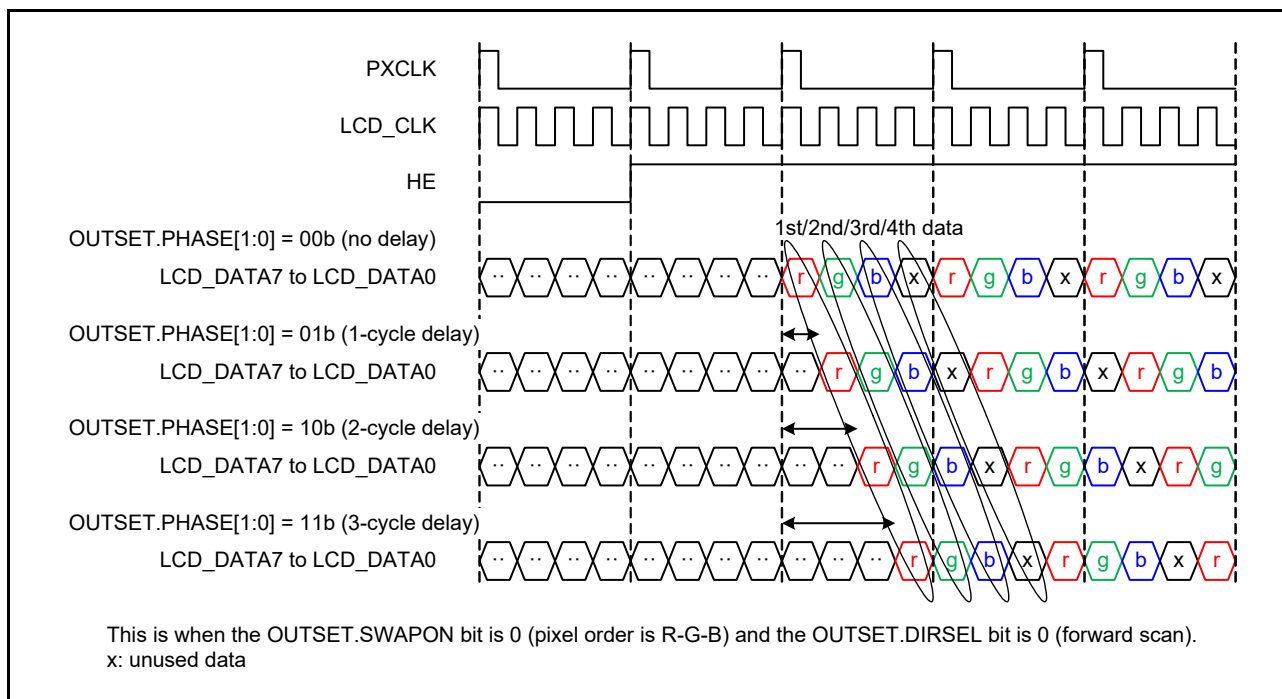 PXCLK
LCD_CLK
HE
OUTSET.PHASE[1:0] = 00b (no delay)
1st/2nd/3rd/4th data
LCD_DATA7 to LCD_DATA0
·· ·· ·· ·· ·· ·· ·· ·· r g b x r g b x r g b x
OUTSET.PHASE[1:0] = 01b (1-cycle delay)
LCD_DATA7 to LCD_DATA0
·· ·· ·· ·· ·· ·· ·· ·· ·· r g b x r g b x r g b
OUTSET.PHASE[1:0] = 10b (2-cycle delay)
LCD_DATA7 to LCD_DATA0
·· ·· ·· ·· ·· ·· ·· ·· ·· ·· r g b x r g b x r g
OUTSET.PHASE[1:0] = 11b (3-cycle delay)
LCD_DATA7 to LCD_DATA0
·· ·· ·· ·· ·· ·· ·· ·· ·· ·· ·· r g b x r g b x r
This is when the OUTSET.SWAPON bit is 0 (pixel order is R-G-B) and the OUTSET.DIRSEL bit is 0 (forward scan).
x: unused data